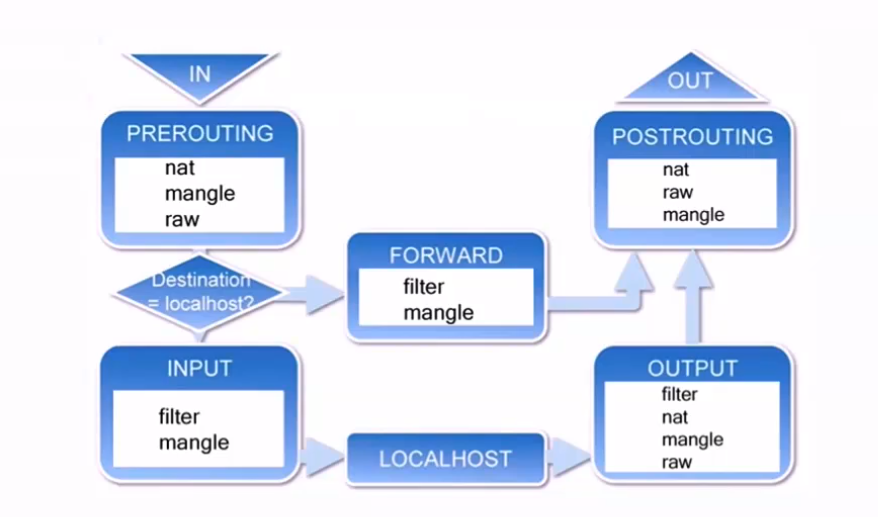 IN
PREROUTING
nat
mangle
raw
Destination
= localhost?
INPUT
filter
mangle
FORWARD
filter
mangle
LOCALHOST
OUT
POSTROUTING
nat
raw
mangle
OUTPUT
filter
nat
mangle
raw